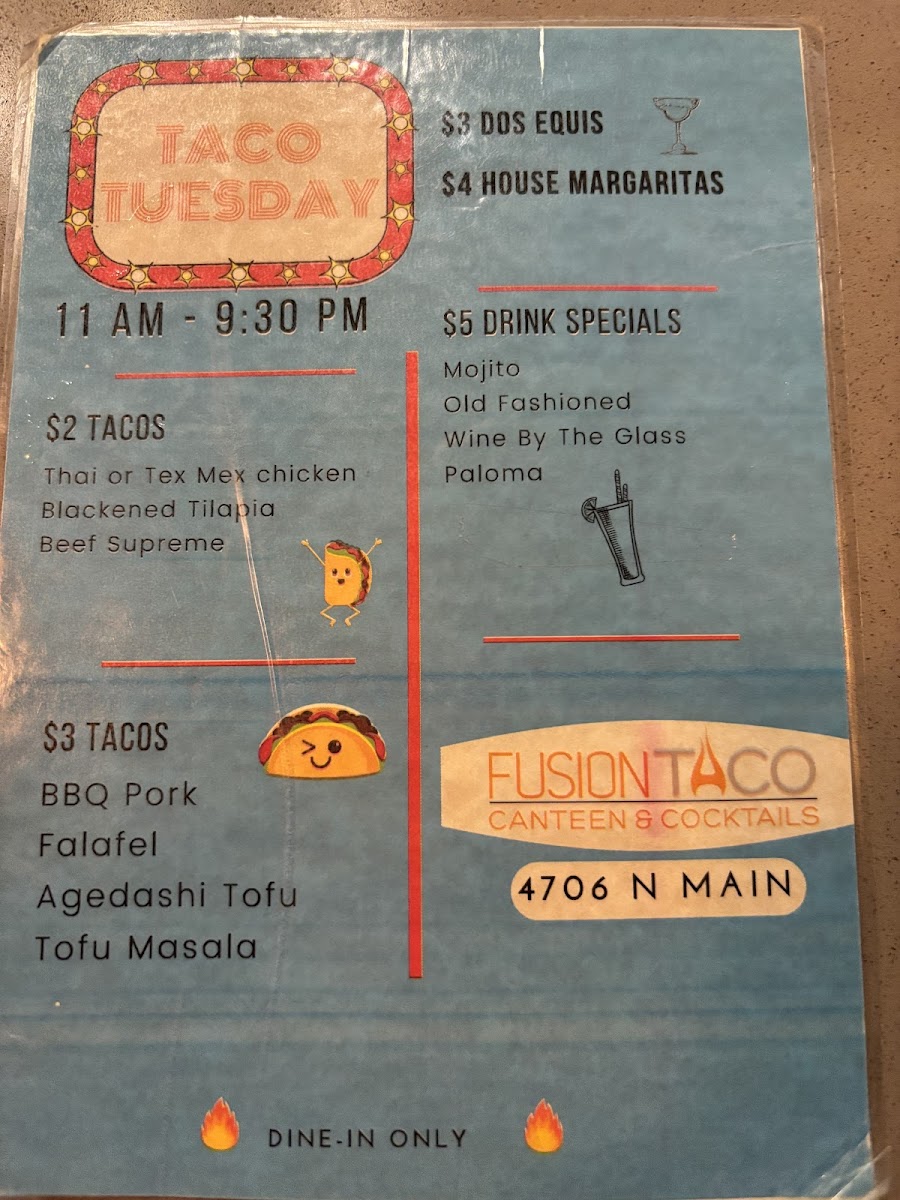 TACO
TUESDAY
11 AM - 9:30 PM
$2 TACOS
Thai or Tex Mex chicken
Blackened Tilapia
Beef Supreme
$3 TACOS
BBQ Pork
Falafel
Agedashi Tofu
Tofu Masala
$3 DOS EQUIS
$4 HOUSE MARGARITAS
$5 DRINK SPECIALS
Mojito
Old Fashioned
Wine By The Glass
Paloma
FUSION TACO
CANTEEN & COCKTAILS
4706 N MAIN
DINE-IN ONLY